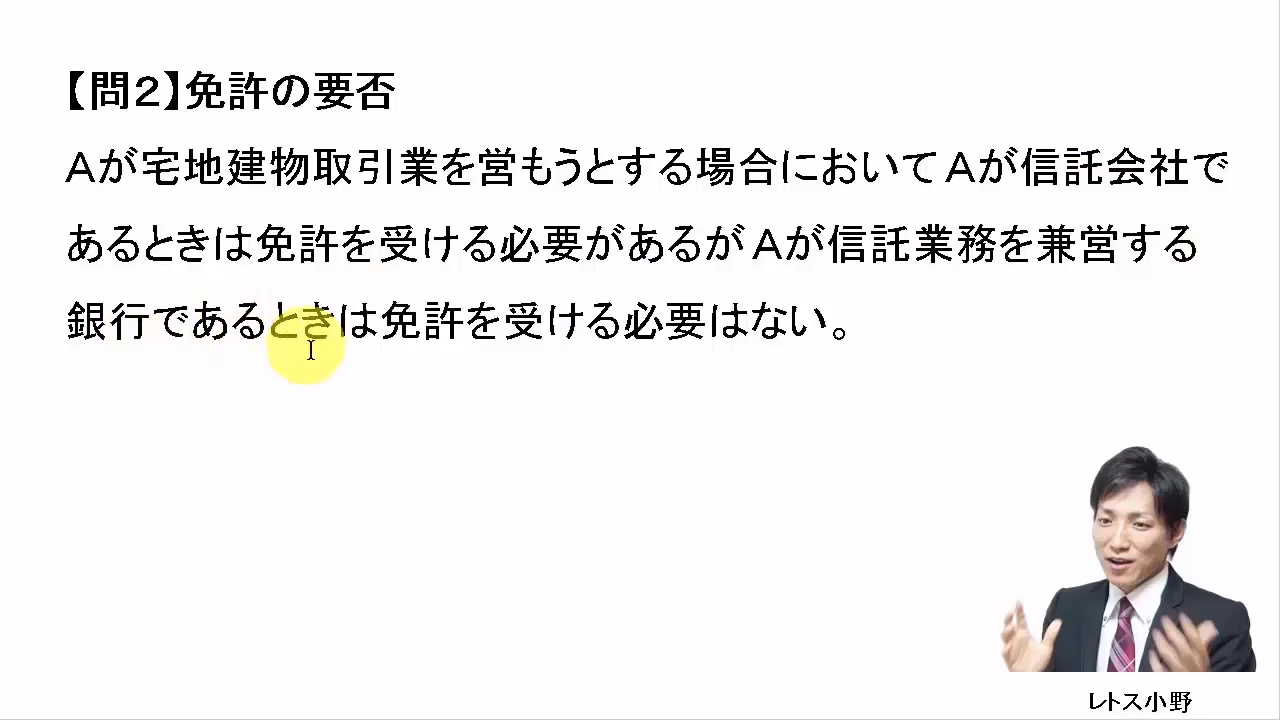 【問２】免許の要否
Ａが宅地建物取引業を営もうとする場合においてＡが信託会社で
あるときは免許を受ける必要があるがＡが信託業務を兼営する
銀行であるときは免許を受ける必要はない。
レトス小野